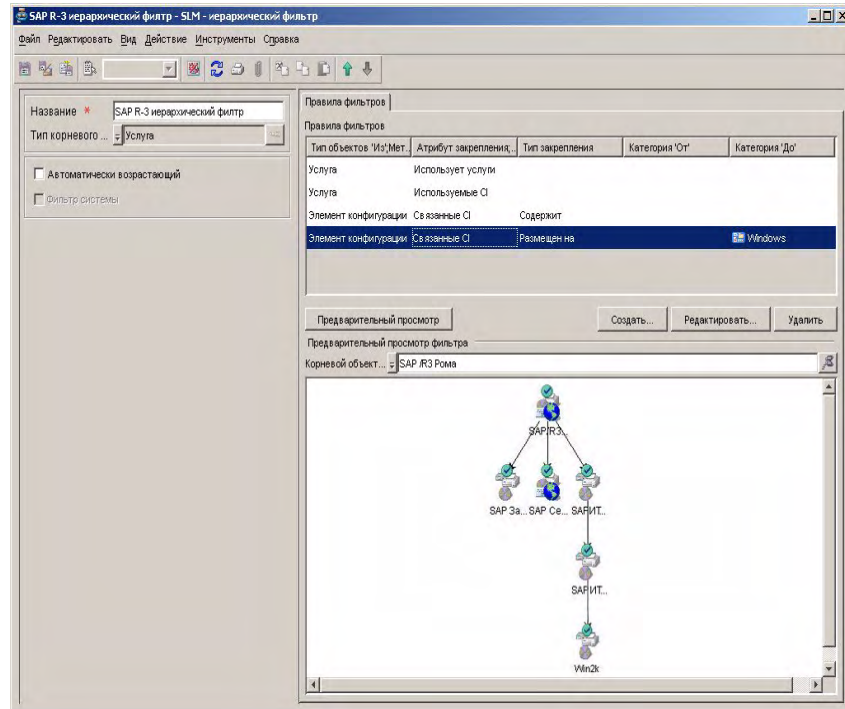 SAP R-3 иерархический филтр - SLM - иерархический фильтр
Файл Редактировать Вид Действие Инструменты Справка
Название * SAP R-3 иерархический филтр
Тип корневого ... Услуга
Автоматически возрастающий
Фильтр системы
Правила фильтров
Правила фильтров
Тип объектов 'Из';Мет... Атрибут закрепления;... Тип закрепления Категория 'От' Категория 'До'
Услуга Использует услуги
Услуга Используемые CI
Элемент конфигурации Связанные CI Содержит
Элемент конфигурации Связанные CI Размещен на Windows
Предварительный просмотр Создать... Редактировать... Удалить
Предварительный просмотр фильтра
Корневой объект... SAP /R3 Рома
SAP/R3...
SAP За... SAP Се... SAP ИТ...
SAP ИТ...
Win2k